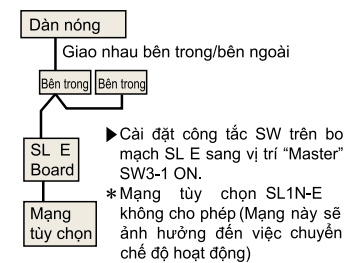 Dàn nóng
Giao nhau bên trong/bên ngoài
Bên trong Bên trong
SL E
Board
Mạng
tùy chọn
▶Cài đặt công tắc SW trên bo
mạch SL E sang vị trí “Master”
SW3-1 ON.
*Mạng tùy chọn SL1N-E
không cho phép (Mạng này sẽ
ảnh hưởng đến việc chuyển
chế độ hoạt động)